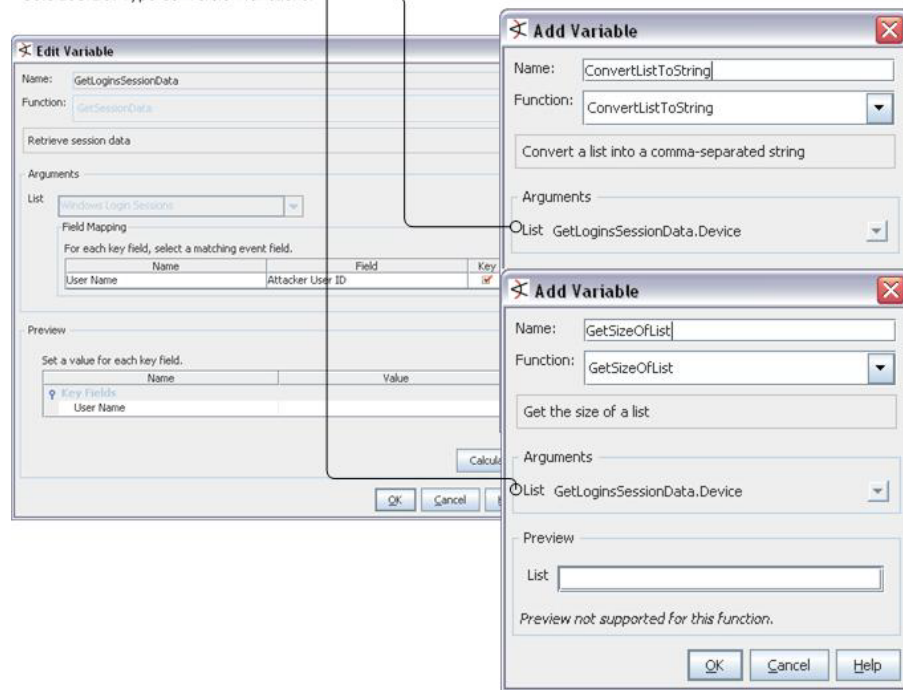 Edit Variable
Name: GetLoginsSessionData
Function: GetSessionData
Retrieve session data
Arguments
List Windows Login Sessions
Field Mapping
For each key field, select a matching event field.
Name Field Key
User Name Attacker User ID
Preview
Set a value for each key field.
Name Value
Key Fields
User Name
OK Cancel
Add Variable
Name: ConvertListToString
Function: ConvertListToString
Convert a list into a comma-separated string
Arguments
List GetLoginsSessionData.Device
Add Variable
Name: GetSizeOfList
Function: GetSizeOfList
Get the size of a list
Arguments
List GetLoginsSessionData.Device
Preview
List
Preview not supported for this function.
OK Cancel Help